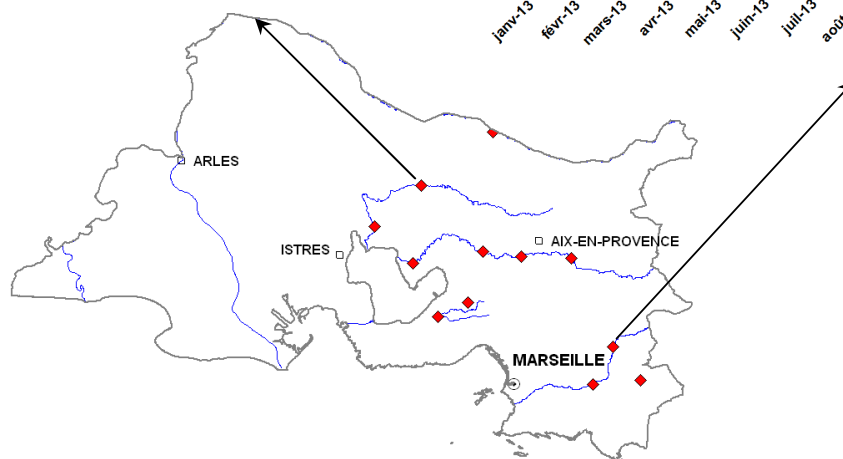 janv-13 févr-13 mars-13 avr-13 mai-13 juin-13 juil-13 août
ARLES
AIX-EN-PROVENCE
ISTRES
MARSEILLE